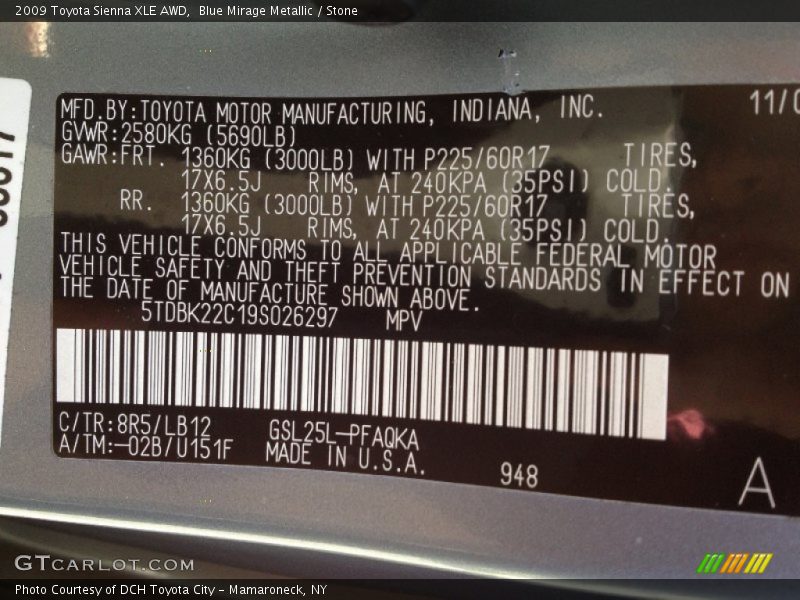 2009 Toyota Sienna XLE AWD,  Blue Mirage Metallic / Stone
MFD.BY:TOYOTA MOTOR MANUFACTURING, INDIANA, INC. 11/0
GVWR:2580KG (5690LB)
GAWR:FRT. 1360KG (3000LB) WITH P225/60R17 TIRES,
17X6.5J RIMS, AT 240KPA (35PSI) COLD.
RR. 1360KG (3000LB) WITH P225/60R17 TIRES,
17X6.5J RIMS, AT 240KPA (35PSI) COLD.
THIS VEHICLE CONFORMS TO ALL APPLICABLE FEDERAL MOTOR
VEHICLE SAFETY AND THEFT PREVENTION STANDARDS IN EFFECT ON
THE DATE OF MANUFACTURE SHOWN ABOVE.
5TDBK22C19S026297 MPV
C/TR:8R5/LB12 GSL25L-PFAQKA
A/TM:-02B/U151F MADE IN U.S.A.
948
A
GTCARLOT.COM
Photo Courtesy of DCH Toyota City - Mamaroneck, NY